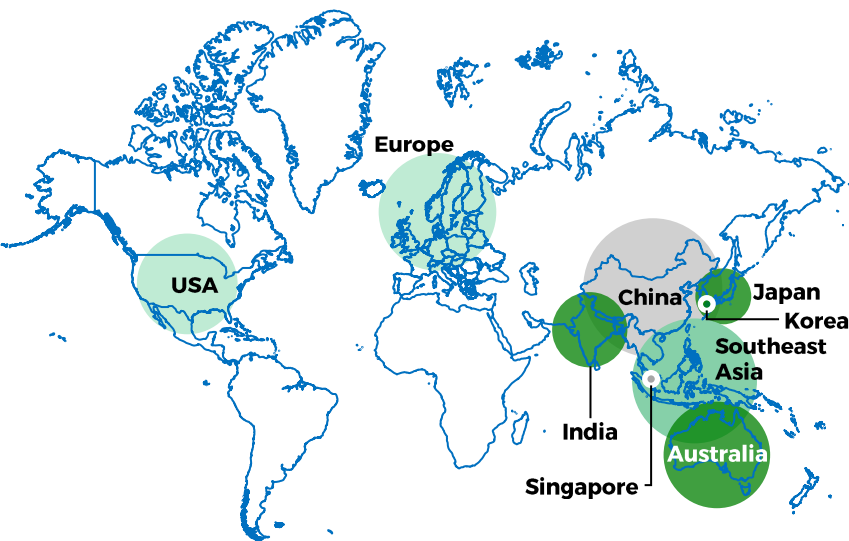 Europe
USA
China
Japan
Korea
Southeast
Asia
India
Australia
Singapore